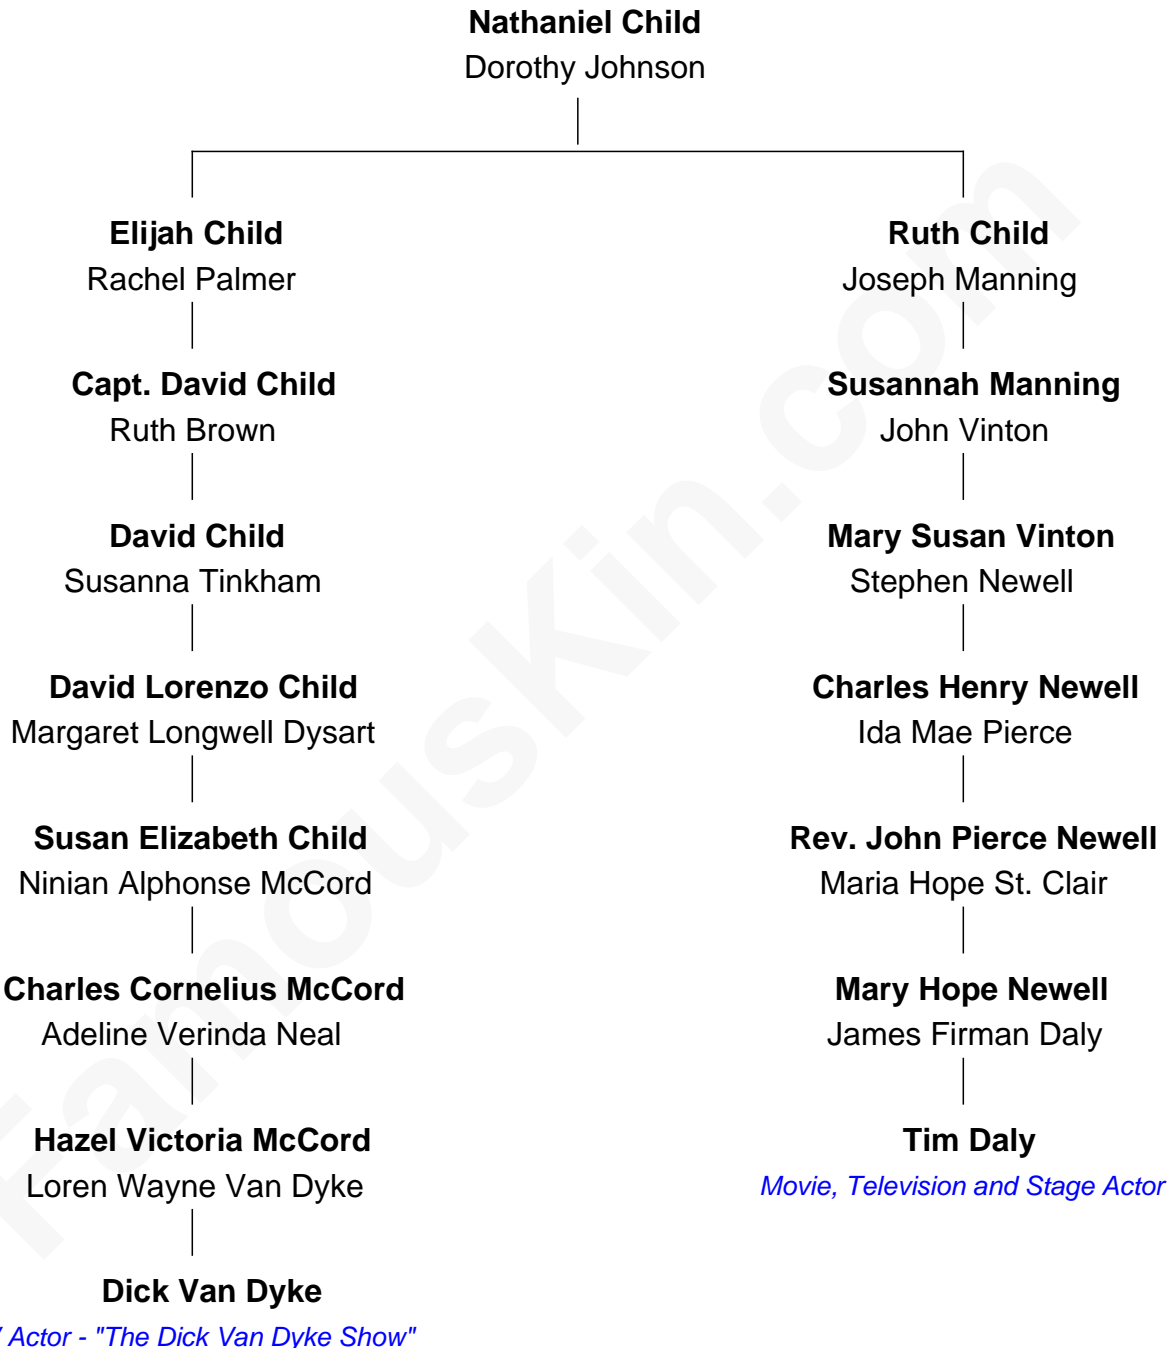 Nathaniel Child
Dorothy Johnson
Elijah Child
Rachel Palmer
Ruth Child
Joseph Manning
Capt. David Child
Ruth Brown
Susannah Manning
John Vinton
David Child
Susanna Tinkham
Mary Susan Vinton
Stephen Newell
David Lorenzo Child
Margaret Longwell Dysart
Charles Henry Newell
Ida Mae Pierce
Susan Elizabeth Child
Ninian Alphonse McCord
Rev. John Pierce Newell
Maria Hope St. Clair
Charles Cornelius McCord
Adeline Verinda Neal
Mary Hope Newell
James Firman Daly
Hazel Victoria McCord
Loren Wayne Van Dyke
Tim Daly
Movie, Television and Stage Actor
Dick Van Dyke
Actor - "The Dick Van Dyke Show"
FamousKin.com